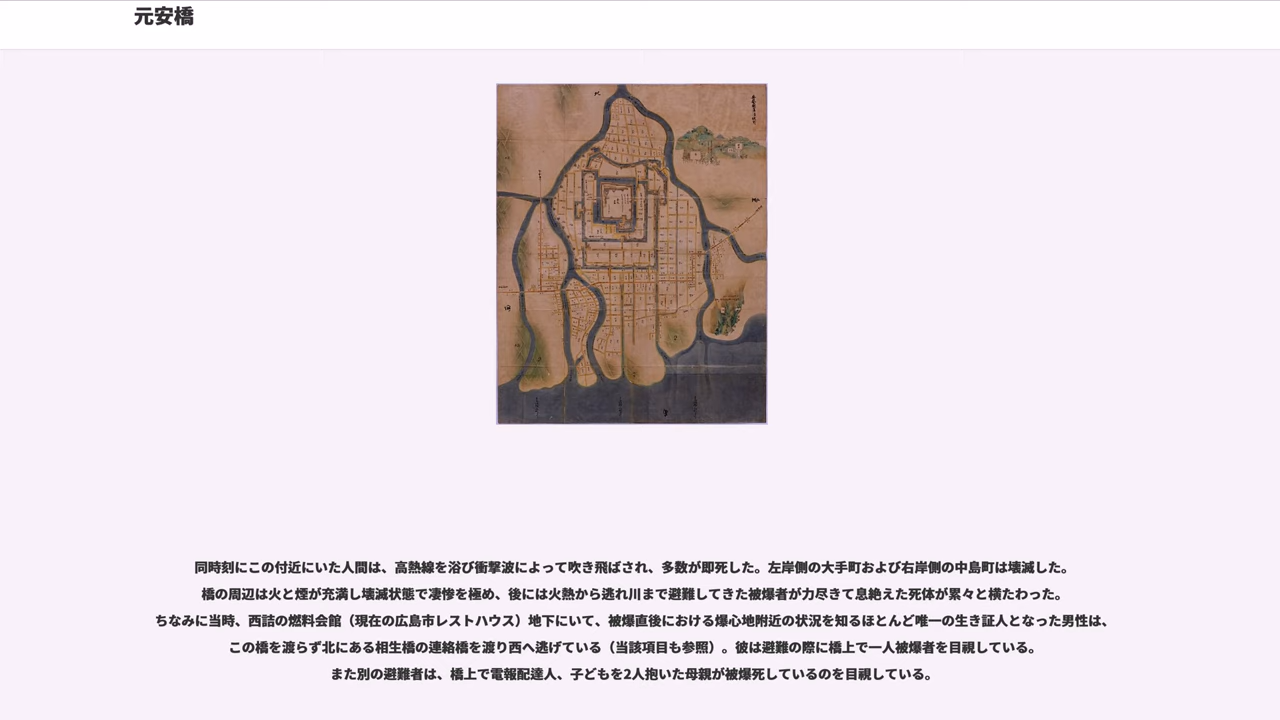 元安橋
同時刻にこの付近にいた人間は、高熱線を浴び衝撃波によって吹き飛ばされ、多数が即死した。左岸側の大手町および右岸側の中島町は壊滅した。
橋の周辺は火と煙が充満し壊滅状態で凄惨を極め、後には火熱から逃れ川まで避難してきた被爆者が力尽きて息絶えた死体が累々と横たわった。
ちなみに当時、西詰の燃料会館（現在の広島市レストハウス）地下にいて、被爆直後における爆心地附近の状況を知るほとんど唯一の生き証人となった男性は、
この橋を渡らず北にある相生橋の連絡橋を渡り西へ逃げている（当該項目も参照）。彼は避難の際に橋上で一人被爆者を目視している。
また別の避難者は、橋上で電報配達人、子どもを2人抱いた母親が被爆死しているのを目視している。